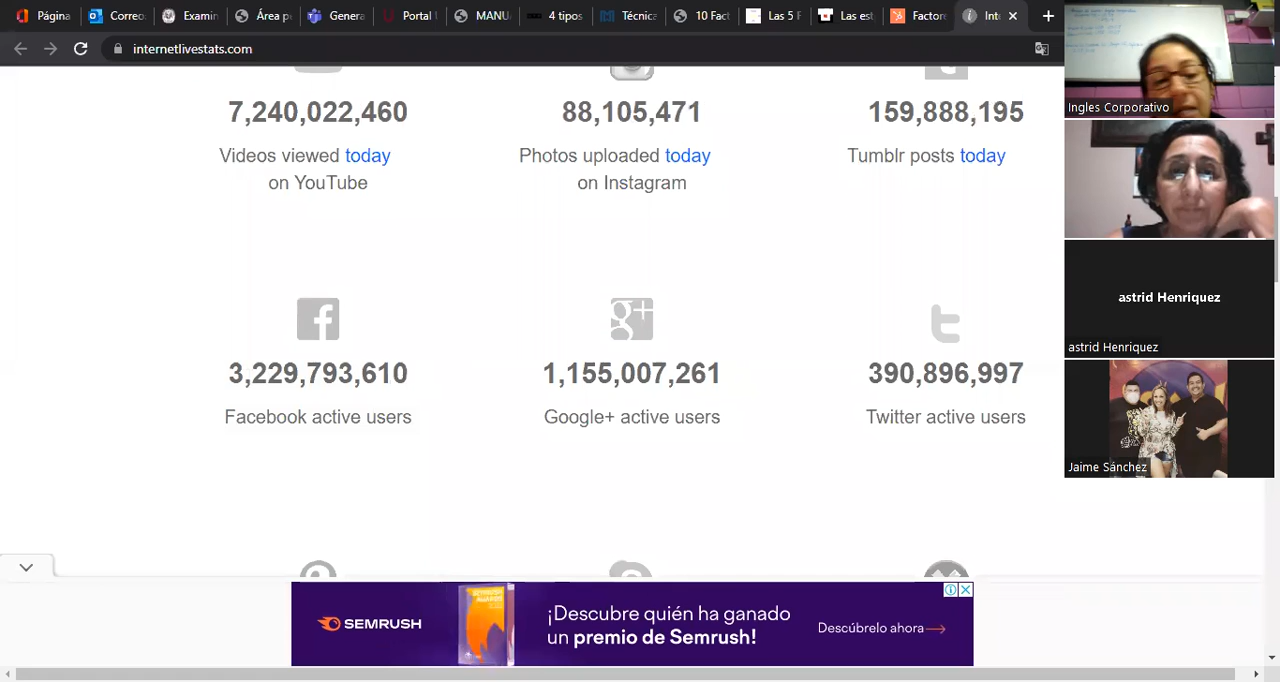 Página
Correo
Examin
Área p
Genera
Portal
MANU
4 tipos
Técnica
10 Fact
Las 5 F
Las est
Factore
Inte
internetlivestats.com
7,240,022,460
88,105,471
159,888,195
Videos viewed today
on YouTube
Photos uploaded today
on Instagram
Tumblr posts today
3,229,793,610
1,155,007,261
390,896,997
Facebook active users
Google+ active users
Twitter active users
SEMRUSH
¡Descubre quién ha ganado
un premio de Semrush!
Descúbrelo ahora
Ingles Corporativo
astrid Henriquez
astrid Henriquez
Jaime Sánchez